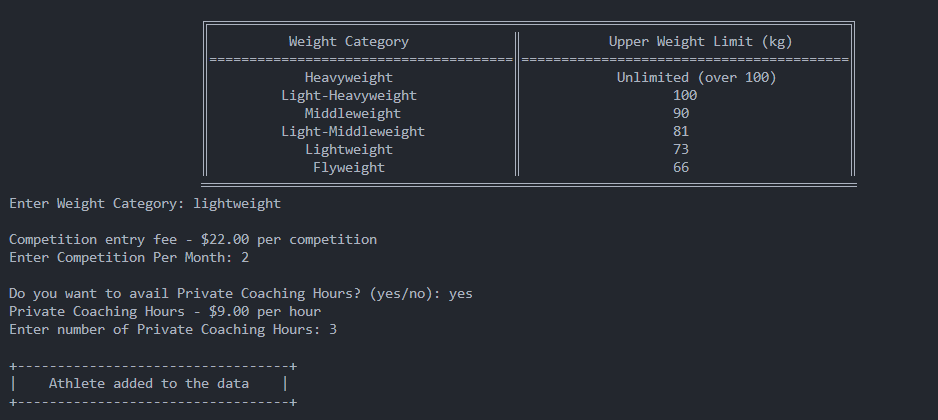 Weight Category || Upper Weight Limit (kg)
======================================||=========================================
Heavyweight Unlimited (over 100)
Light-Heavyweight 100
Middleweight 90
Light-Middleweight 81
Lightweight 73
Flyweight 66
Enter Weight Category: lightweight
Competition entry fee - $22.00 per competition
Enter Competition Per Month: 2
Do you want to avail Private Coaching Hours? (yes/no): yes
Private Coaching Hours - $9.00 per hour
Enter number of Private Coaching Hours: 3
+----------------------------------+
| Athlete added to the data |
+----------------------------------+